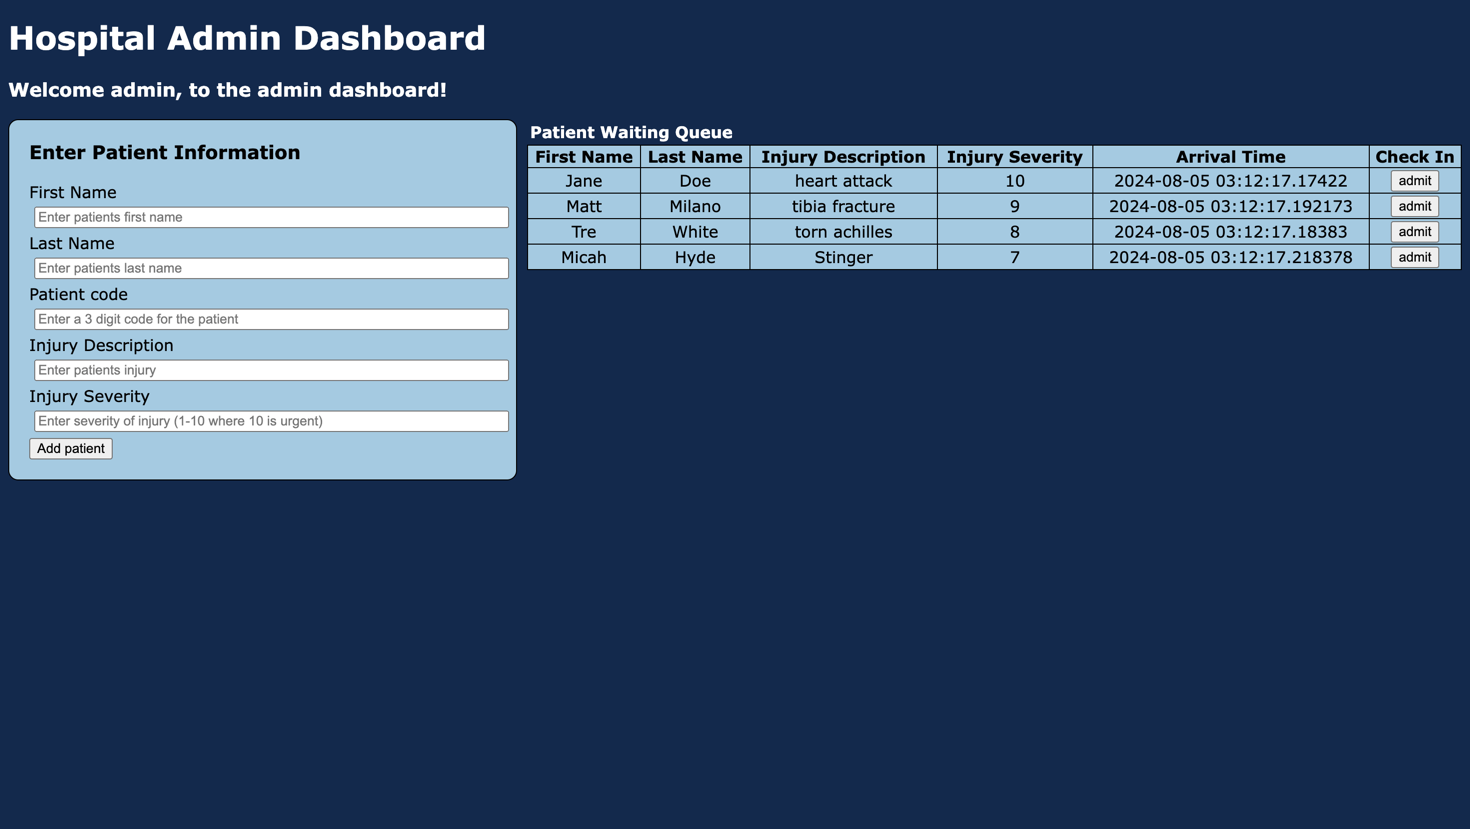 Hospital Admin Dashboard
Welcome admin, to the admin dashboard!
Enter Patient Information
First Name
Enter patients first name
Last Name
Enter patients last name
Patient code
Enter a 3 digit code for the patient
Injury Description
Enter patients injury
Injury Severity
Enter severity of injury (1-10 where 10 is urgent)
Add patient
Patient Waiting Queue
First Name Last Name Injury Description Injury Severity Arrival Time Check In
Jane Doe heart attack 10 2024-08-05 03:12:17.17422 admit
Matt Milano tibia fracture 9 2024-08-05 03:12:17.192173 admit
Tre White torn achilles 8 2024-08-05 03:12:17.18383 admit
Micah Hyde Stinger 7 2024-08-05 03:12:17.218378 admit